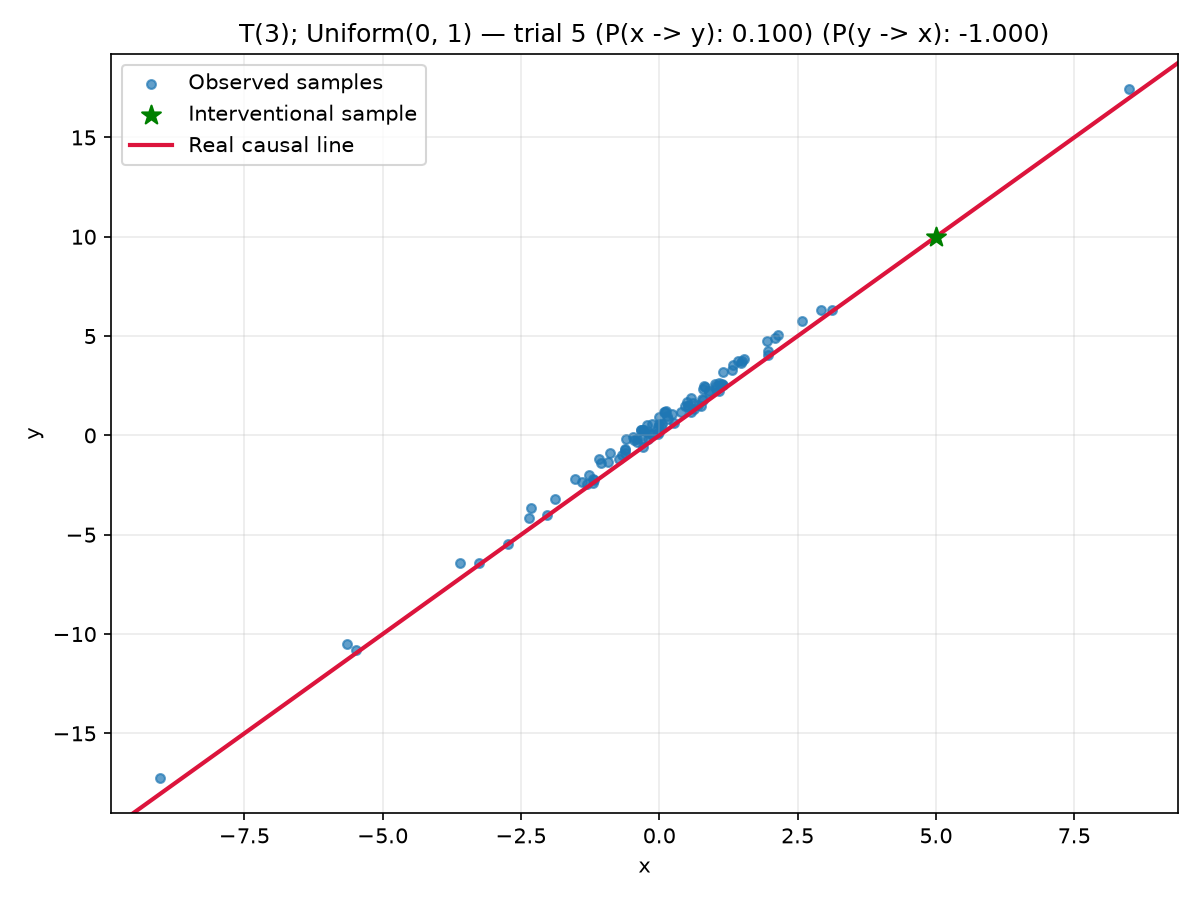 T(3); Uniform(0, 1) — trial 5 (P(x -> y): 0.100) (P(y -> x): -1.000)
Observed samples
Interventional sample
Real causal line
15
10
5
0
−5
−10
−15
y
−7.5 −5.0 −2.5 0.0 2.5 5.0 7.5
x